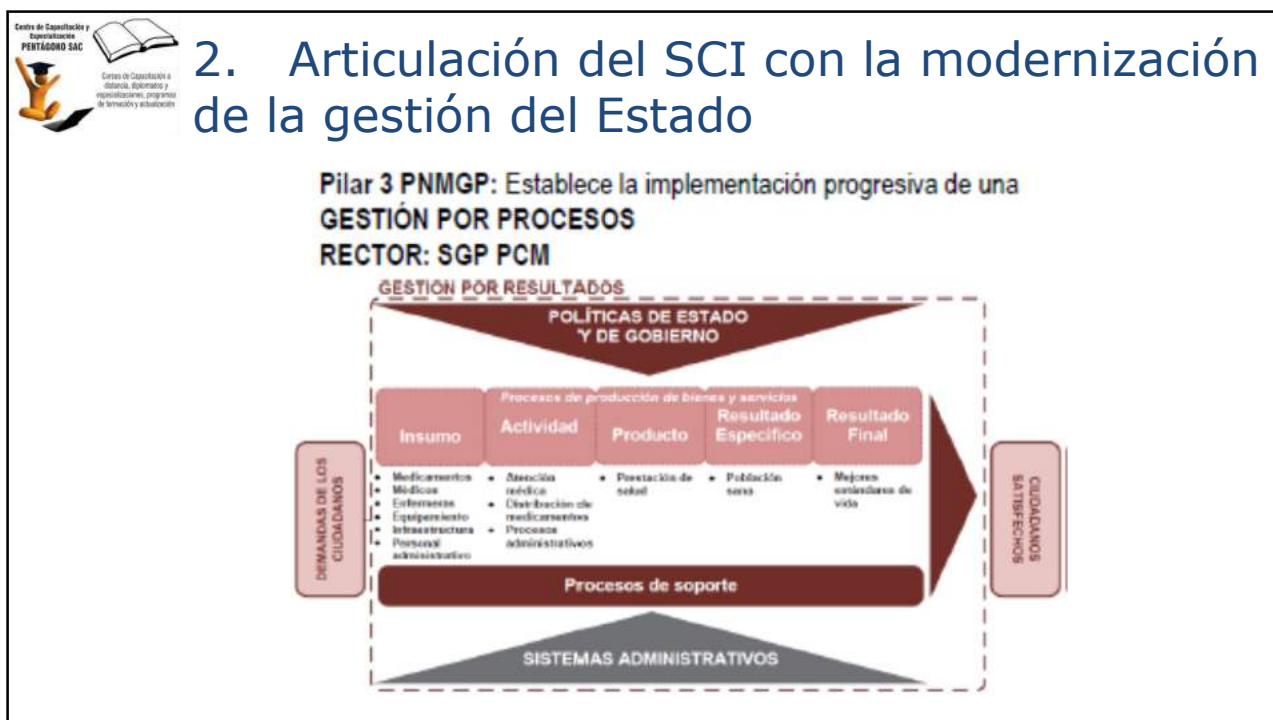 Centro de Capacitación y
Especialización
PENTÁGONO SAC
Cursos de Capacitación a
distancia, diplomados y
especializaciones, programas
de formación y actualización
2. Articulación del SCI con la modernización
de la gestión del Estado
Pilar 3 PNMGP: Establece la implementación progresiva de una
GESTIÓN POR PROCESOS
RECTOR: SGP PCM
GESTION POR RESULTADOS
POLÍTICAS DE ESTADO
Y DE GOBIERNO
Procesos de producción de bienes y servicios
Insumo
Actividad
Producto
Resultado
Especifico
Resultado
Final
DEMANDAS DE LOS
CIUDADANOS
• Medicamentos
• Médicos
• Enfermeras
• Equipamiento
• Infraestructura
• Personal
administrativo
• Atención
médica
• Distribución de
medicamentos
• Procesos
administrativos
• Prestación de
salud
• Población
sana
• Mejores
estándares de
vida
CIUDADANOS
SATISFECHOS
Procesos de soporte
SISTEMAS ADMINISTRATIVOS